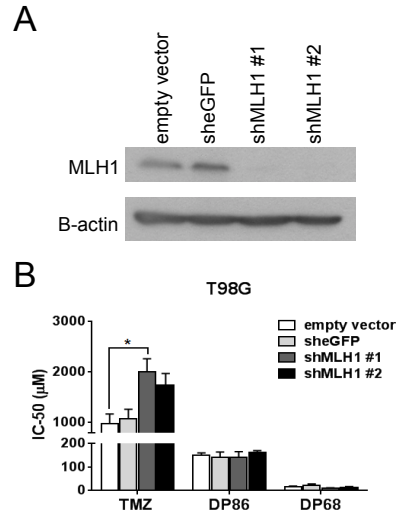 A
empty vector
sheGFP
shMLH1 #1
shMLH1 #2
MLH1
B-actin
B
T98G
3000
2000
1000
200
100
0
IC-50 (μM)
*
empty vector
sheGFP
shMLH1 #1
shMLH1 #2
TMZ
DP86
DP68